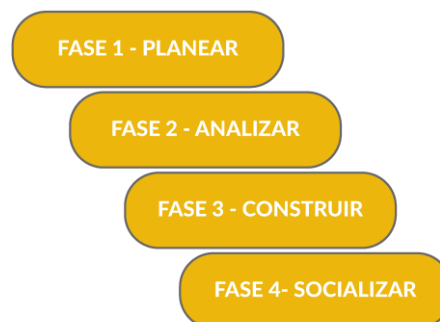 FASE 1 - PLANEAR
FASE 2 - ANALIZAR
FASE 3 - CONSTRUIR
FASE 4- SOCIALIZAR